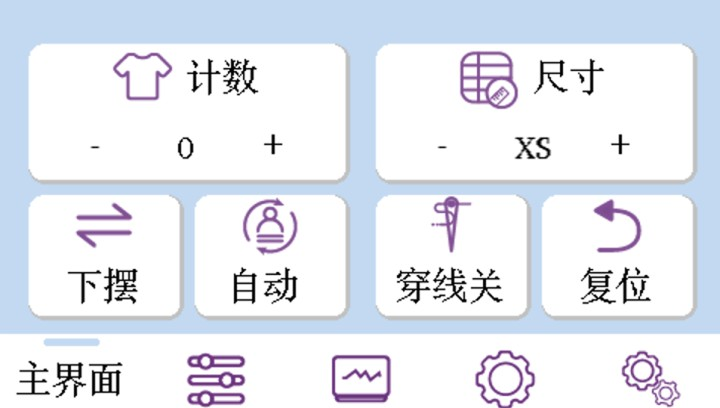 计数
- 0 +
尺寸
- XS +
下摆
自动
穿线关
复位
主界面